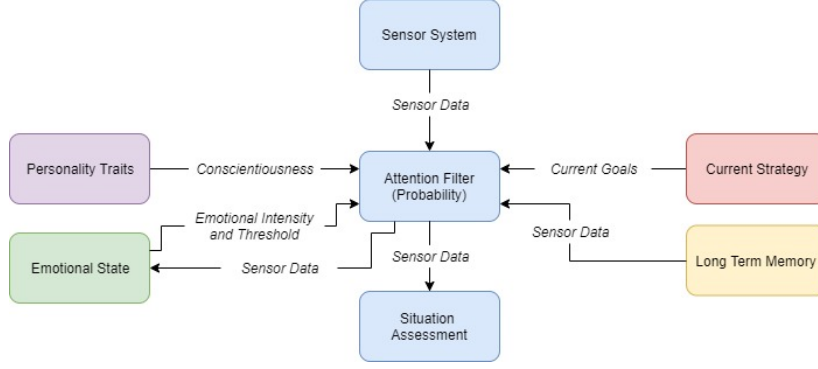 Sensor System
Sensor Data
Personality Traits
Conscientiousness
Attention Filter
(Probability)
Current Goals
Current Strategy
Emotional Intensity
and Threshold
Sensor Data
Emotional State
Sensor Data
Sensor Data
Long Term Memory
Situation
Assessment